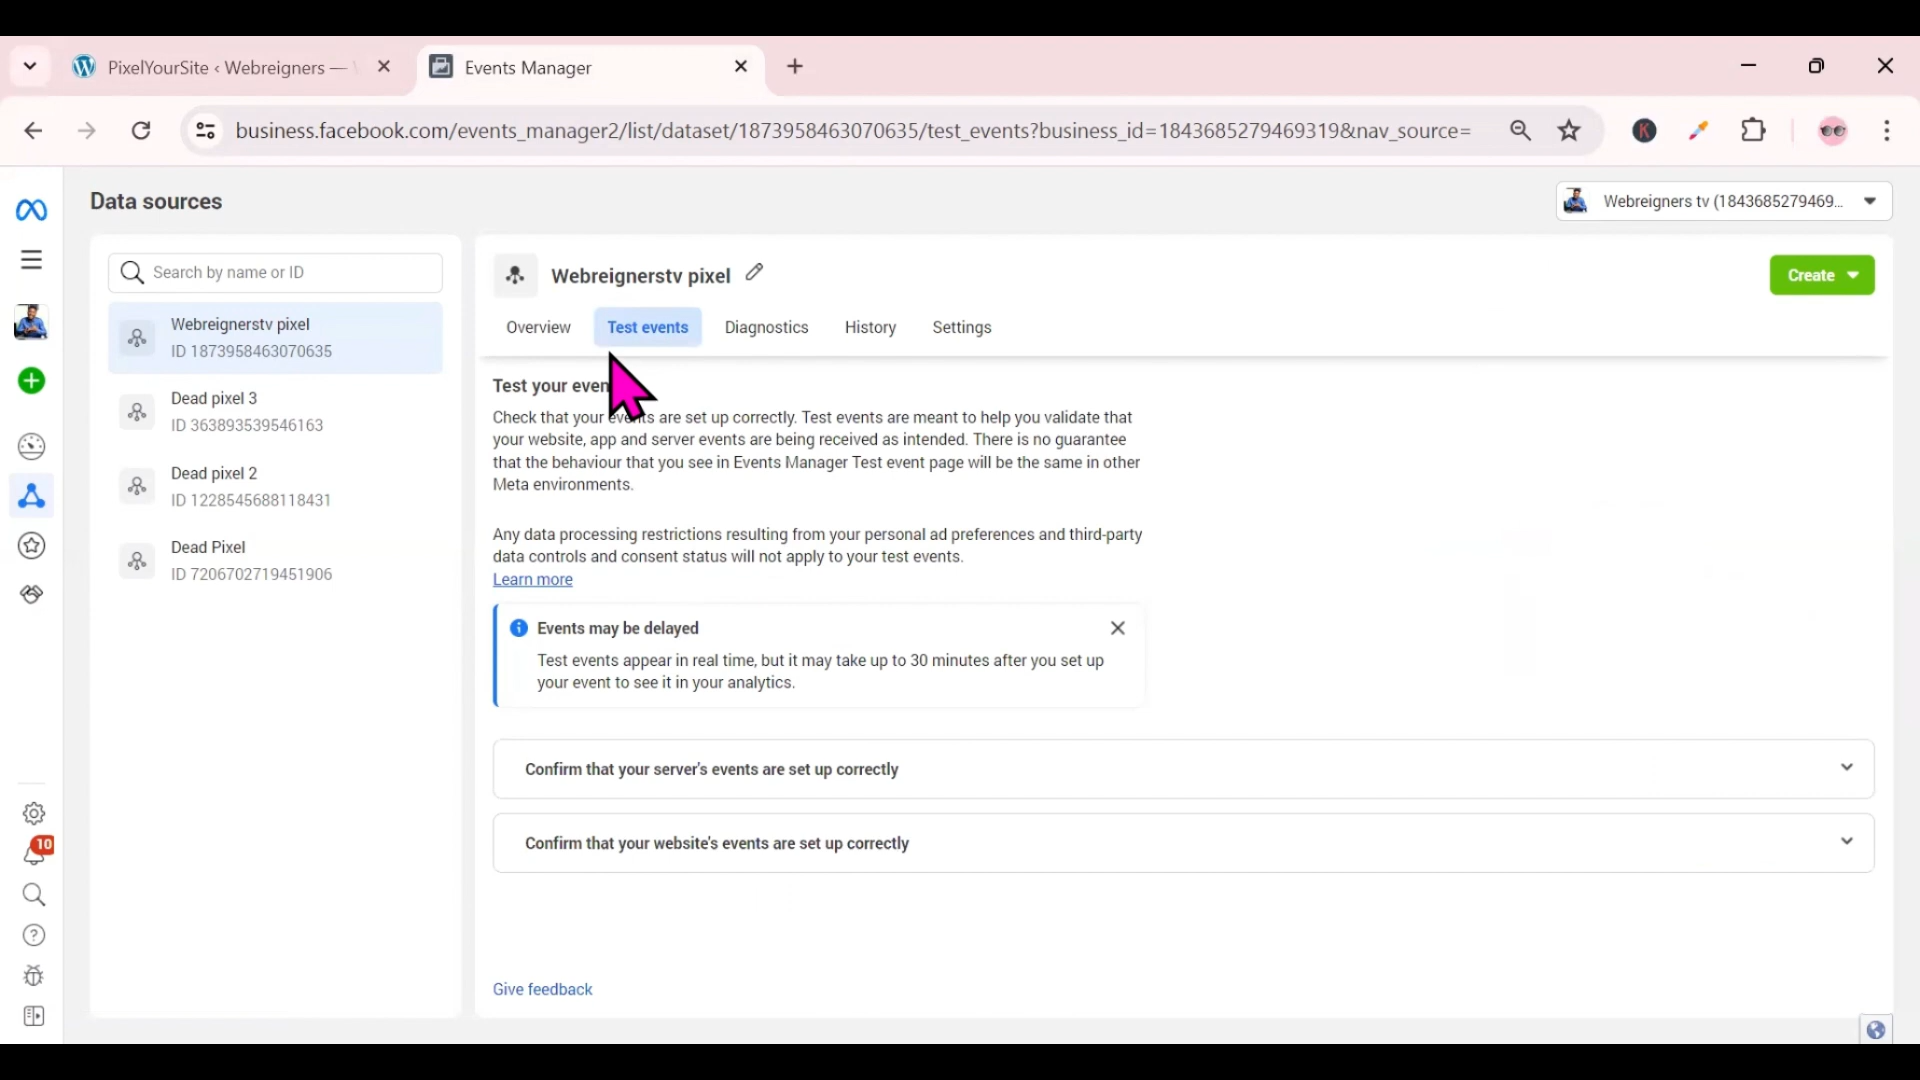 PixelYourSite ‹ Webreigners —
Events Manager
business.facebook.com/events_manager2/list/dataset/1873958463070635/test_events?business_id=1843685279469319&nav_source=
K
Data sources
Webreigners tv (1843685279469...
Search by name or ID
Webreignerstv pixel
ID 1873958463070635
Dead pixel 3
ID 363893539546163
Dead pixel 2
ID 1228545688118431
Dead Pixel
ID 7206702719451906
10
Webreignerstv pixel
Create
Overview
Test events
Diagnostics
History
Settings
Test your even
Check that your events are set up correctly. Test events are meant to help you validate that
your website, app and server events are being received as intended. There is no guarantee
that the behaviour that you see in Events Manager Test event page will be the same in other
Meta environments.
Any data processing restrictions resulting from your personal ad preferences and third-party
data controls and consent status will not apply to your test events.
Learn more
Events may be delayed
Test events appear in real time, but it may take up to 30 minutes after you set up
your event to see it in your analytics.
Confirm that your server's events are set up correctly
Confirm that your website's events are set up correctly
Give feedback